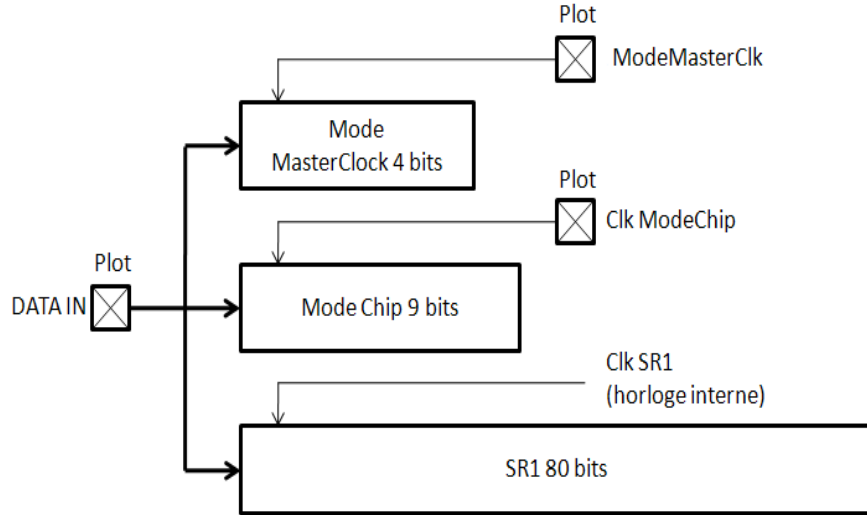 Plot
ModeMasterClk
Mode
MasterClock 4 bits
Plot
Clk ModeChip
Plot
DATA IN
Mode Chip 9 bits
Clk SR1
(horloge interne)
SR1 80 bits